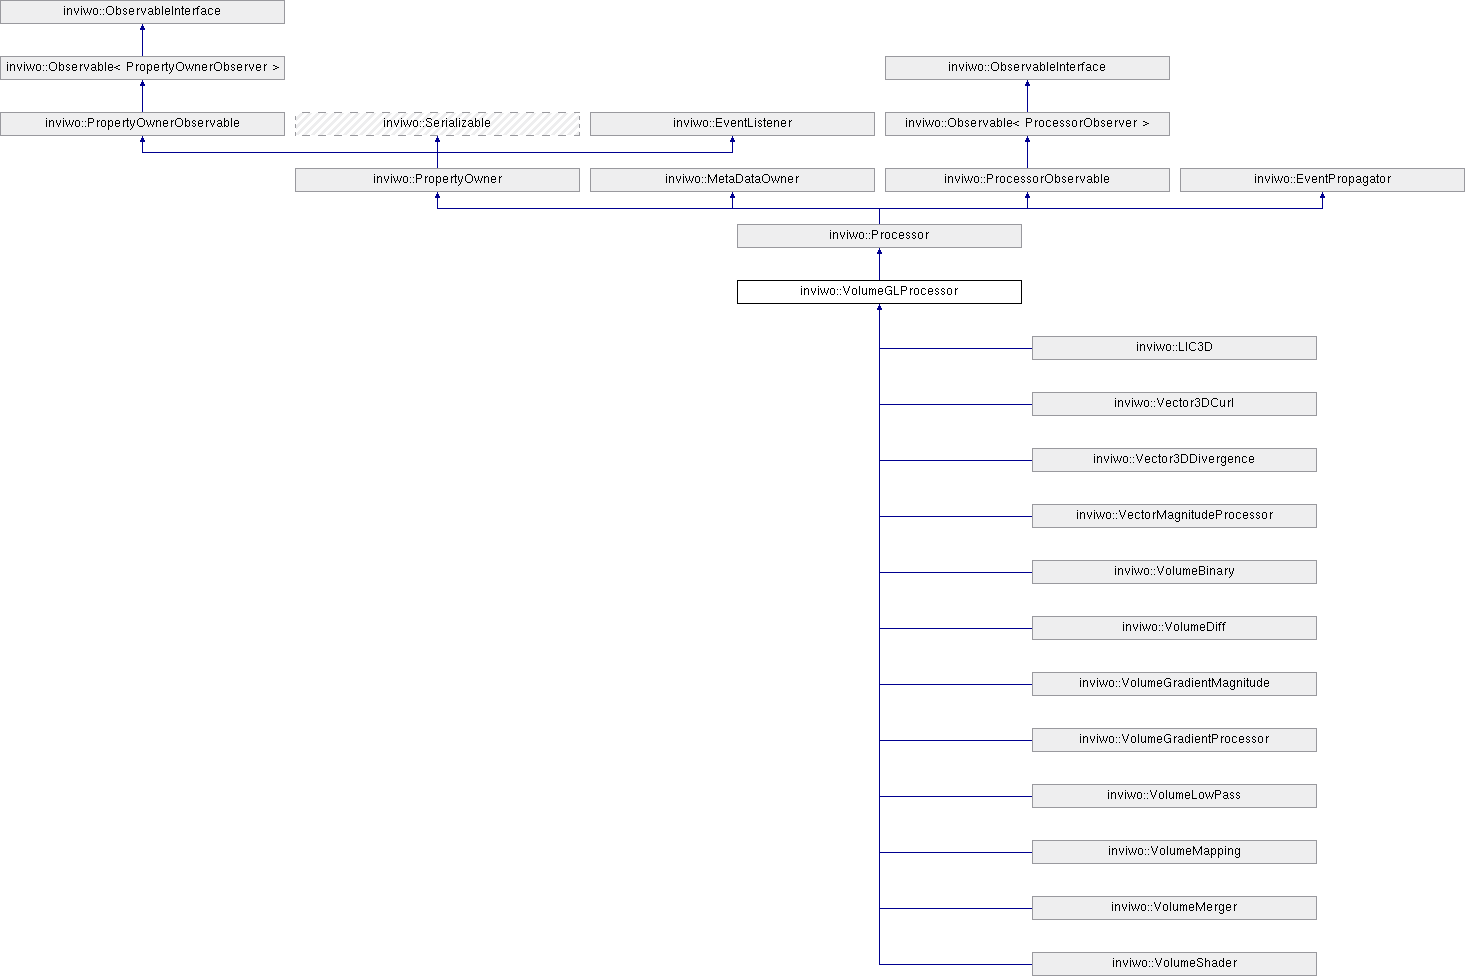 inviwo::ObservableInterface
inviwo::Observable< PropertyOwnerObserver >
inviwo::ObservableInterface
inviwo::PropertyOwnerObservable
inviwo::Serializable
inviwo::EventListener
inviwo::Observable< ProcessorObserver >
inviwo::PropertyOwner
inviwo::MetaDataOwner
inviwo::ProcessorObservable
inviwo::EventPropagator
inviwo::Processor
inviwo::VolumeGLProcessor
inviwo::LIC3D
inviwo::Vector3DCurl
inviwo::Vector3DDivergence
inviwo::VectorMagnitudeProcessor
inviwo::VolumeBinary
inviwo::VolumeDiff
inviwo::VolumeGradientMagnitude
inviwo::VolumeGradientProcessor
inviwo::VolumeLowPass
inviwo::VolumeMapping
inviwo::VolumeMerger
inviwo::VolumeShader